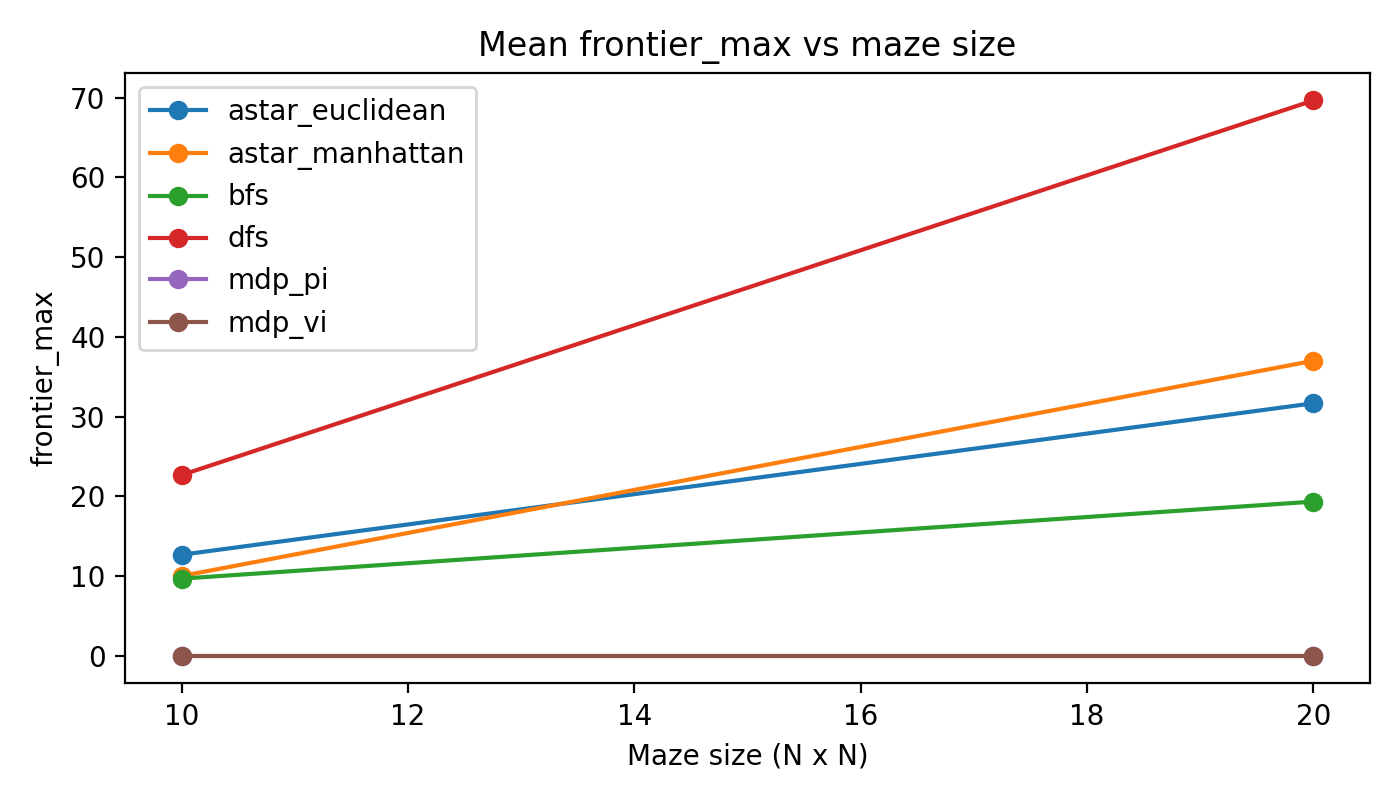 Mean frontier_max vs maze size
astar_euclidean
astar_manhattan
bfs
dfs
mdp_pi
mdp_vi
frontier_max
70
60
50
40
30
20
10
0
10 12 14 16 18 20
Maze size (N x N)